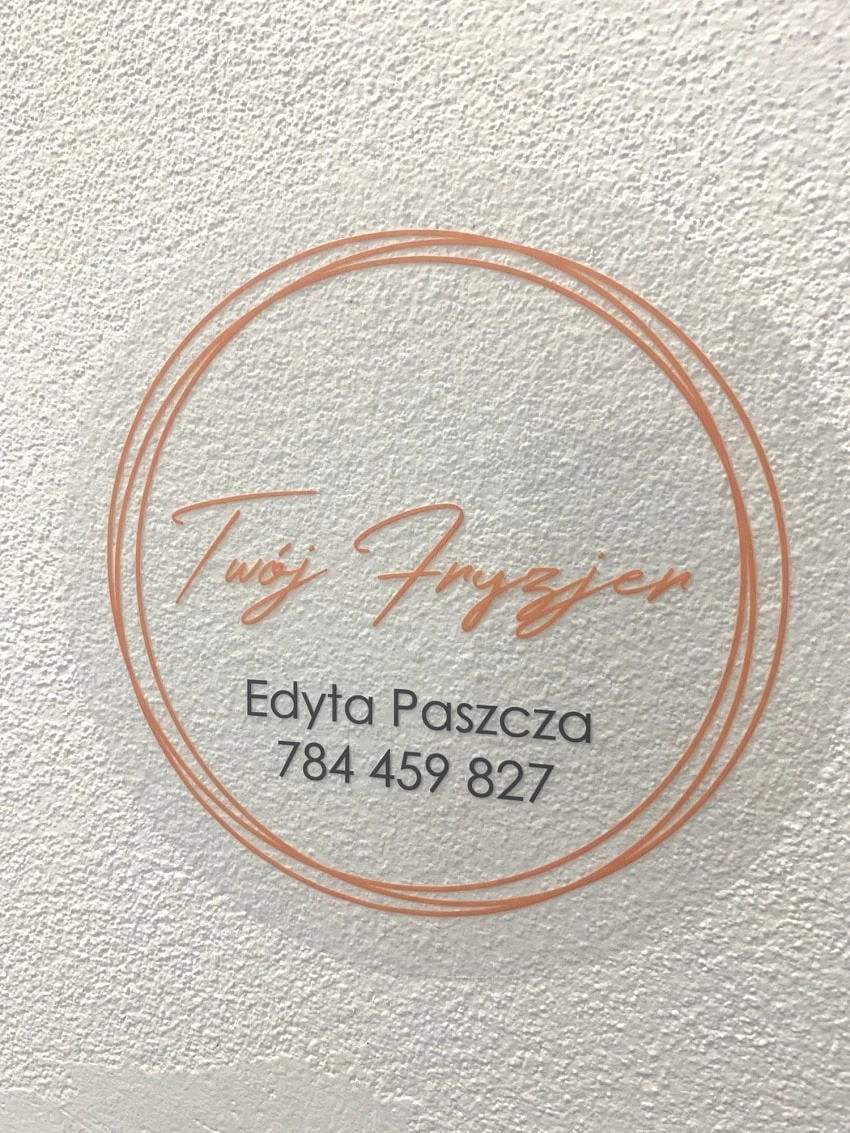 Twój Fryzjer
Edyta Paszcza
784 459 827